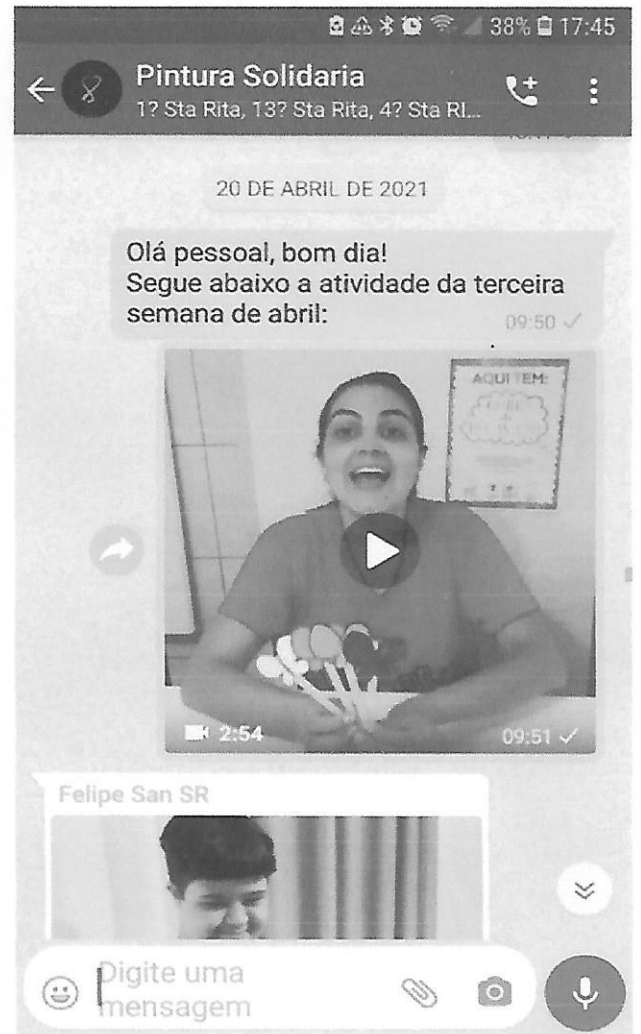 38% 17:45
Pintura Solidaria
1? Sta Rita, 13? Sta Rita, 4? Sta RI...
20 DE ABRIL DE 2021
Olá pessoal, bom dia!
Segue abaixo a atividade da terceira
semana de abril:
09:50
AQUI TEM:
2:54
09:51
Felipe San SR
Digite uma
mensagem